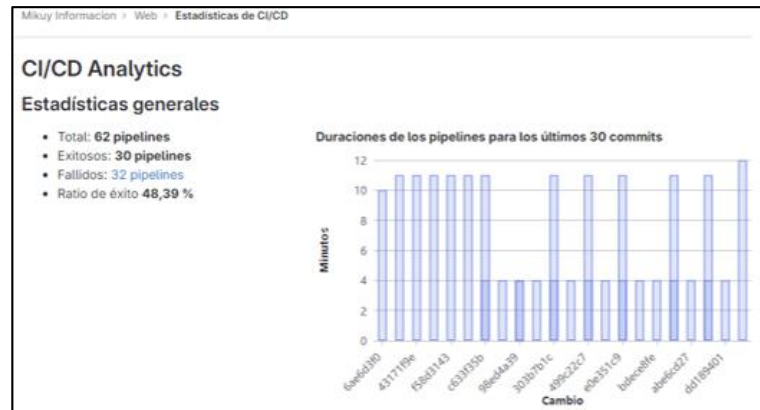 Mikuy Informacion > Web > Estadísticas de CI/CD
CI/CD Analytics
Estadísticas generales
• Total: 62 pipelines
• Exitosos: 30 pipelines
• Fallidos: 32 pipelines
• Ratio de éxito 48,39 %
Duraciones de los pipelines para los últimos 30 commits
Minutos
12
10
8
6
4
2
0
6ae6d3f0
43171f9e
f58d3143
c633f35b
98ed4a39
303b7b1c
499c22c7
e0e351c9
bdece8fe
abe6cd27
dd189401
Cambio